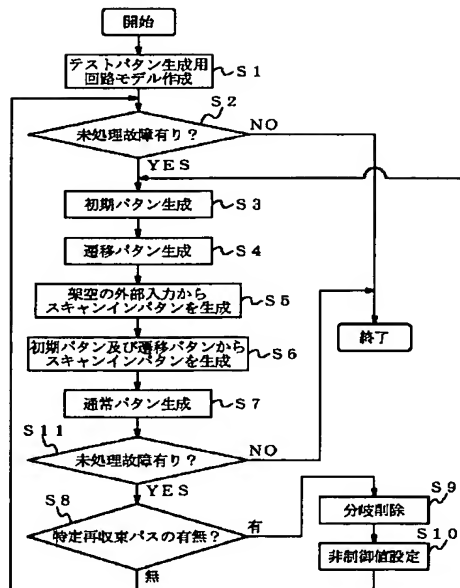 開始
テストパタン生成用
回路モデル作成
S1
S2
未処理故障有り?
NO
YES
初期パタン生成
S3
遷移パタン生成
S4
架空の外部入力から
スキャンインパタンを生成
S5
終了
初期パタン及び遷移パタンから
スキャンインパタンを生成
S6
通常パタン生成
S7
S11
未処理故障有り?
NO
YES
S8
特定再収束パスの有無?
有
無
分岐削除
S9
S10
非制御値設定